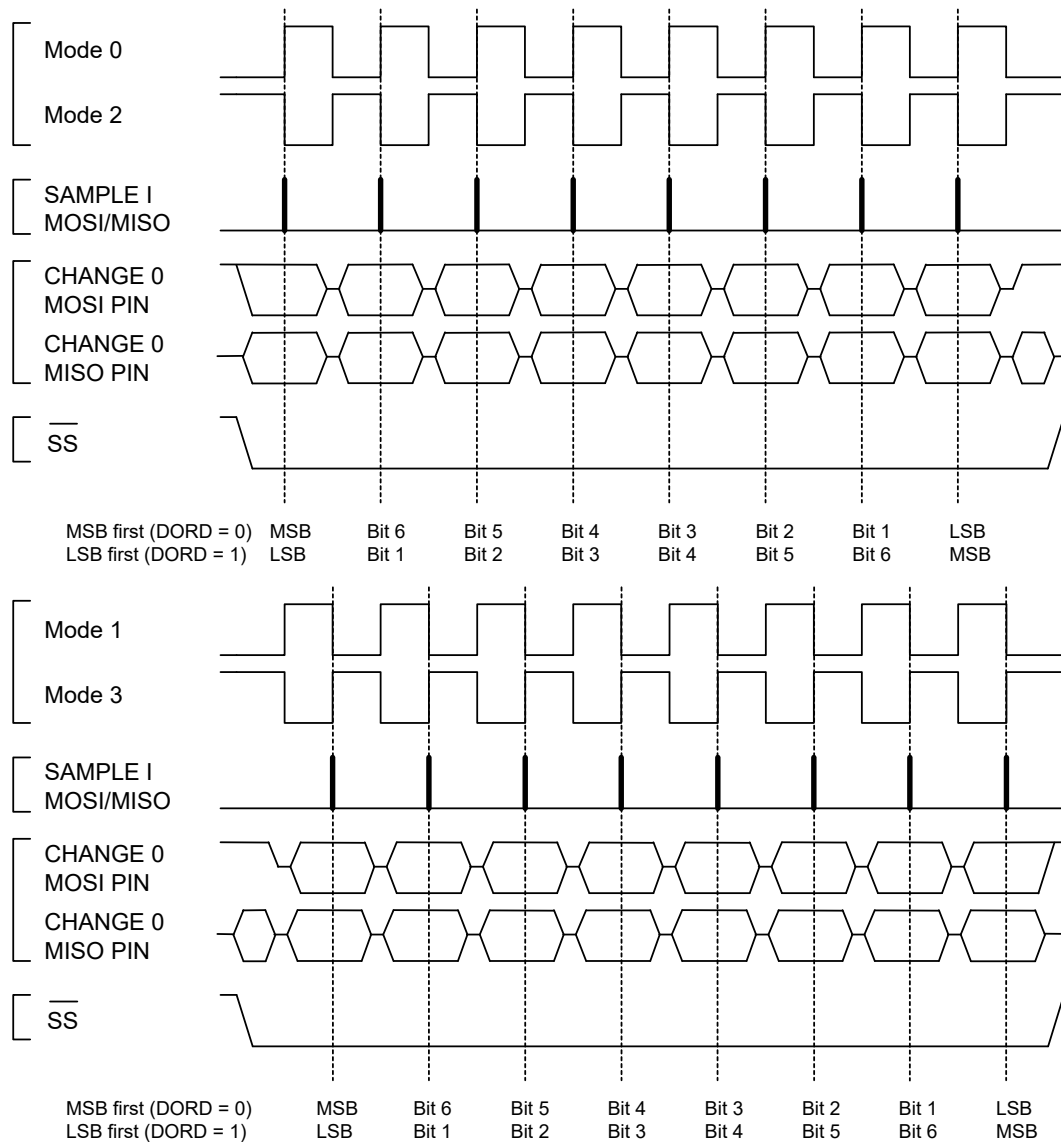 Mode 0
Mode 2
SAMPLE I
MOSI/MISO
CHANGE 0
MOSI PIN
CHANGE 0
MISO PIN
SS
MSB first (DORD = 0) MSB Bit 6 Bit 5 Bit 4 Bit 3 Bit 2 Bit 1 LSB
LSB first (DORD = 1) LSB Bit 1 Bit 2 Bit 3 Bit 4 Bit 5 Bit 6 MSB
Mode 1
Mode 3
SAMPLE I
MOSI/MISO
CHANGE 0
MOSI PIN
CHANGE 0
MISO PIN
SS
MSB first (DORD = 0) MSB Bit 6 Bit 5 Bit 4 Bit 3 Bit 2 Bit 1 LSB
LSB first (DORD = 1) LSB Bit 1 Bit 2 Bit 3 Bit 4 Bit 5 Bit 6 MSB